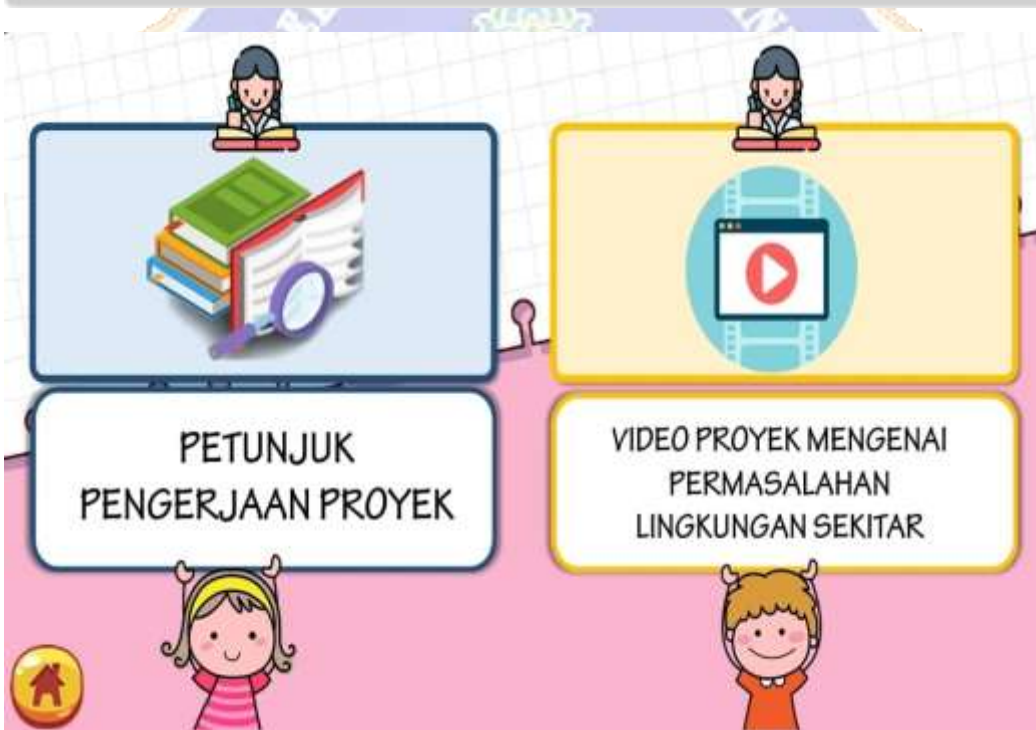 PETUNJUK
PENGERJAAN PROYEK
VIDEO PROYEK MENGENAI
PERMASALAHAN
LINGKUNGAN SEKITAR